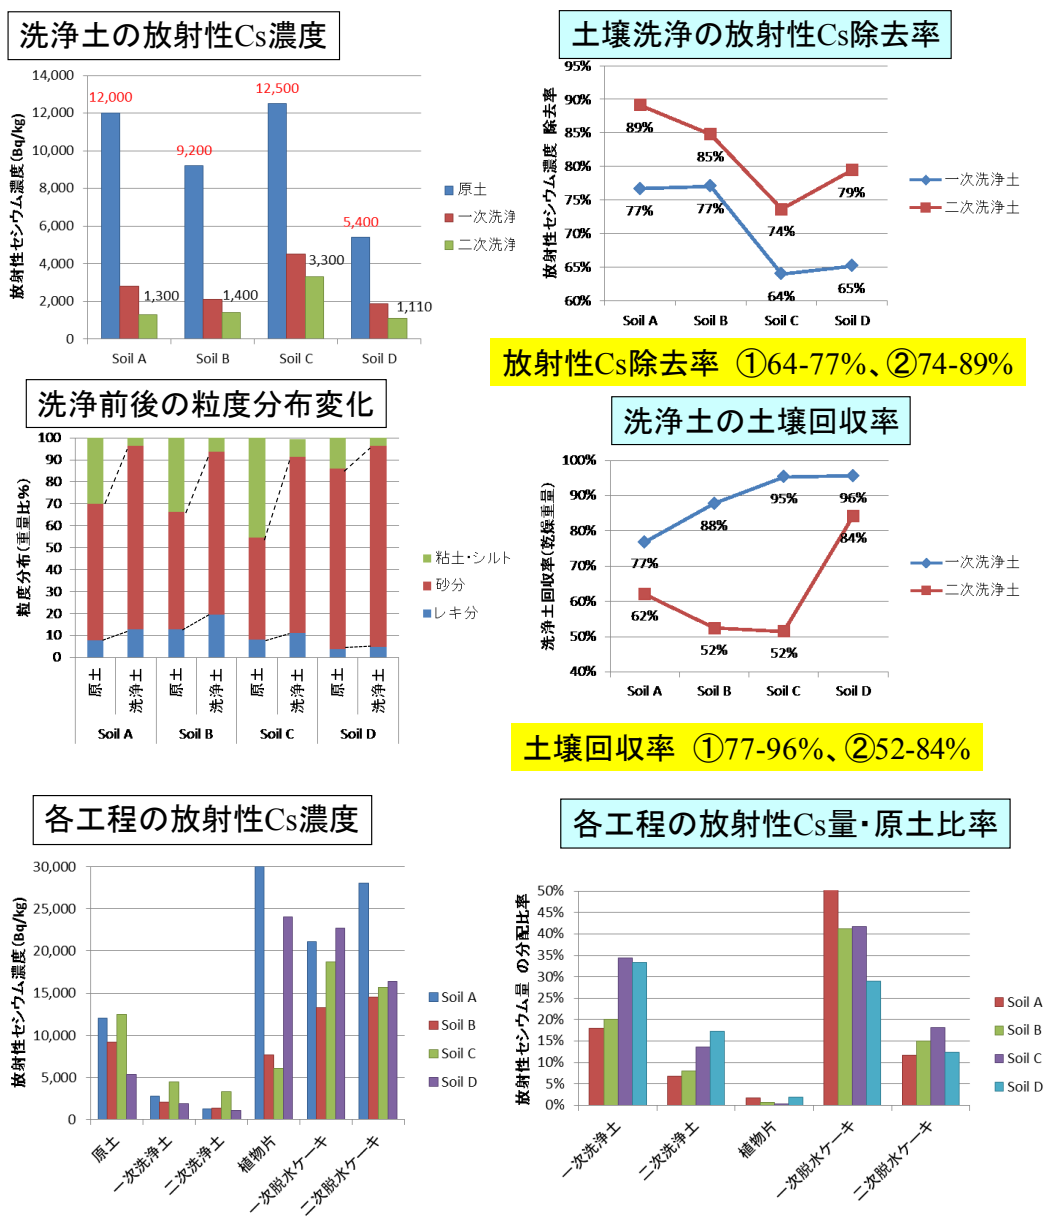 洗浄土の放射性Cs濃度
放射性セシウム濃度(Bq/kg)
14,000
12,000
10,000
8,000
6,000
4,000
2,000
0
12,000
9,200
12,500
5,400
1,300
1,400
3,300
1,110
Soil A
Soil B
Soil C
Soil D
原土
一次洗浄
二次洗浄
土壌洗浄の放射性Cs除去率
放射性セシウム濃度 除去率
95%
90%
85%
80%
75%
70%
65%
60%
89%
85%
74%
79%
77%
77%
64%
65%
Soil A
Soil B
Soil C
Soil D
一次洗浄土
二次洗浄土
放射性Cs除去率 ①64-77%、②74-89%
洗浄前後の粒度分布変化
粒度分布(重量比%)
100
90
80
70
60
50
40
30
20
10
0
原土
洗浄土
原土
洗浄土
原土
洗浄土
原土
洗浄土
Soil A
Soil B
Soil C
Soil D
粘土・シルト
砂分
レキ分
洗浄土の土壌回収率
洗浄土回収率(乾燥重量)
100%
90%
80%
70%
60%
50%
40%
77%
88%
95%
96%
62%
52%
52%
84%
Soil A
Soil B
Soil C
Soil D
一次洗浄土
二次洗浄土
土壌回収率 ①77-96%、②52-84%
各工程の放射性Cs濃度
放射性セシウム濃度(Bq/kg)
30,000
25,000
20,000
15,000
10,000
5,000
0
原土
一次洗浄土
二次洗浄土
植物片
一次脱水ケーキ
二次脱水ケーキ
Soil A
Soil B
Soil C
Soil D
各工程の放射性Cs量・原土比率
放射性セシウム量 の分配比率
50%
45%
40%
35%
30%
25%
20%
15%
10%
5%
0%
一次洗浄土
二次洗浄土
植物片
一次脱水ケーキ
二次脱水ケーキ
Soil A
Soil B
Soil C
Soil D